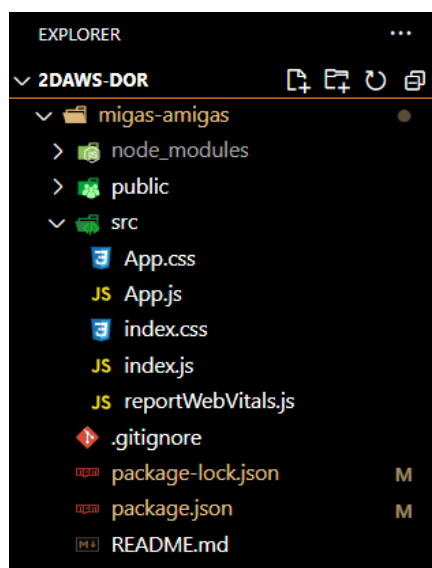 EXPLORER
2DAWS-DOR
migas-amigas
node_modules
public
src
App.css
JS App.js
index.css
JS index.js
JS reportWebVitals.js
.gitignore
package-lock.json M
package.json M
README.md